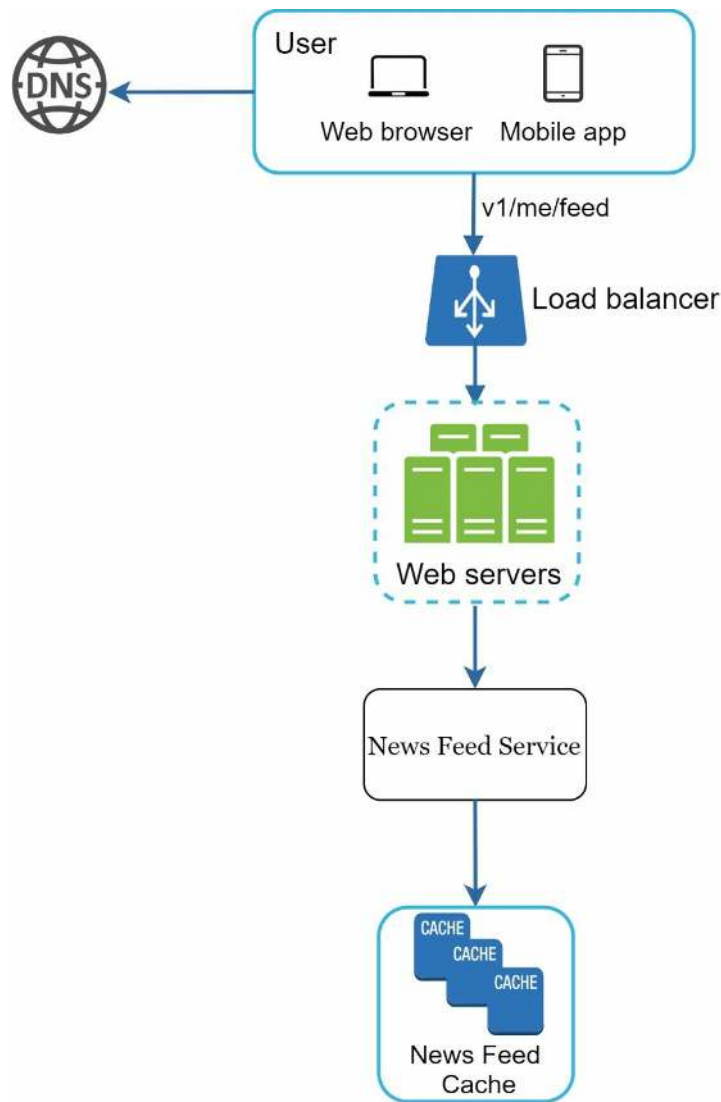 User
DNS
Web browser
Mobile app
v1/me/feed
Load balancer
Web servers
News Feed Service
CACHE
CACHE
CACHE
News Feed
Cache